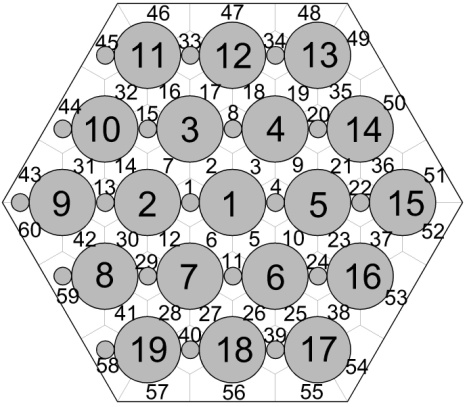 46 47 48
45 11 33 12 34 13 49
44 32 16 17 18 19 35 50
10 15 3 8 4 20 14
43 31 14 7 2 3 9 21 36 51
9 13 2 1 1 4 5 22 15
60 42 30 12 6 5 10 23 37 52
59 8 29 7 11 6 24 16 53
41 28 27 26 25 38
58 19 40 18 39 17 54
57 56 55